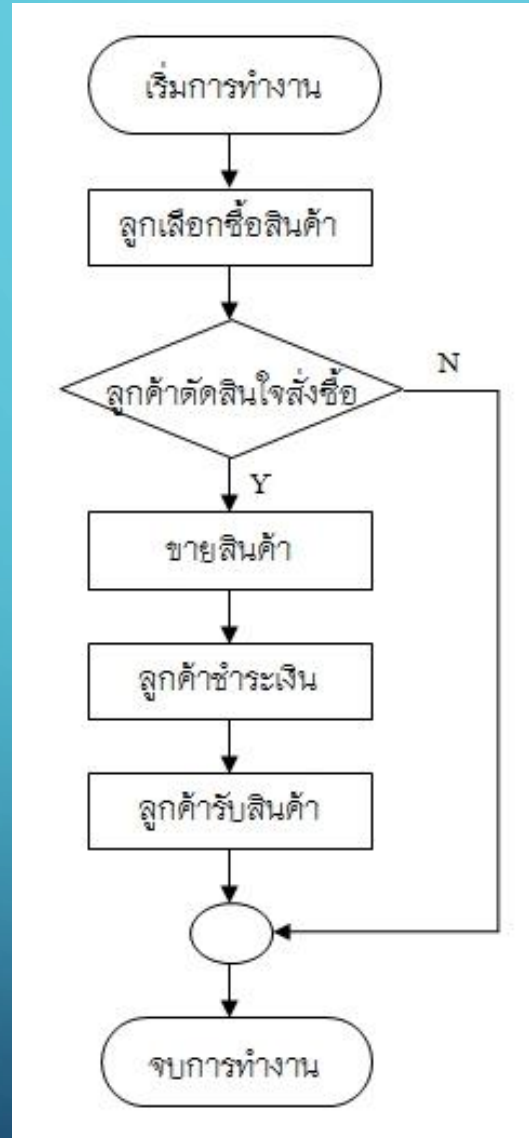 เริ่มการทำงาน
ลูกเลือกซื้อสินค้า
ลูกค้าตัดสินใจสั่งซื้อ
N
Y
ขายสินค้า
ลูกค้าชำระเงิน
ลูกค้ารับสินค้า
จบการทำงาน